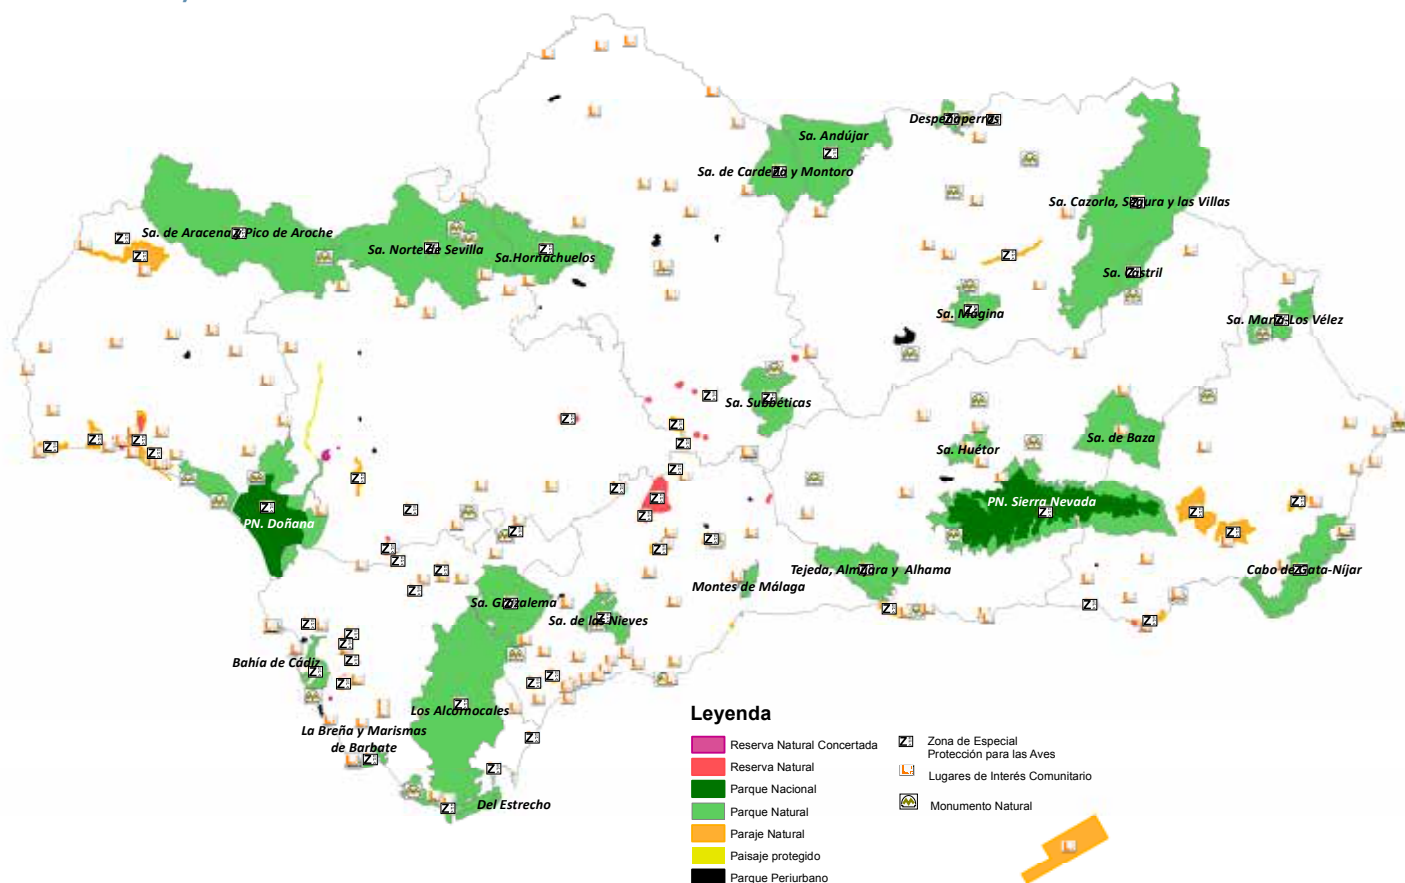 Despeñaperros
Sa. Andújar
Sa. de Cardeña y Montoro
Sa. Cazorla, Segura y las Villas
Sa. de Aracena y Pico de Aroche
Sa. Norte de Sevilla
Sa.Hornachuelos
Sa. Castril
Sa. Mágina
Sa. María-Los Vélez
Sa. Subbéticas
Sa. de Baza
Sa. Huétor
PN. Sierra Nevada
PN. Doñana
Tejeda, Almijara y Alhama
Cabo de Gata-Níjar
Montes de Málaga
Sa. Grazalema
Sa. de las Nieves
Bahía de Cádiz
Los Alcornocales
La Breña y Marismas
de Barbate
Del Estrecho
Leyenda
Reserva Natural Concertada
Reserva Natural
Parque Nacional
Parque Natural
Paraje Natural
Paisaje protegido
Parque Periurbano
Zona de Especial
Protección para las Aves
Lugares de Interés Comunitario
Monumento Natural